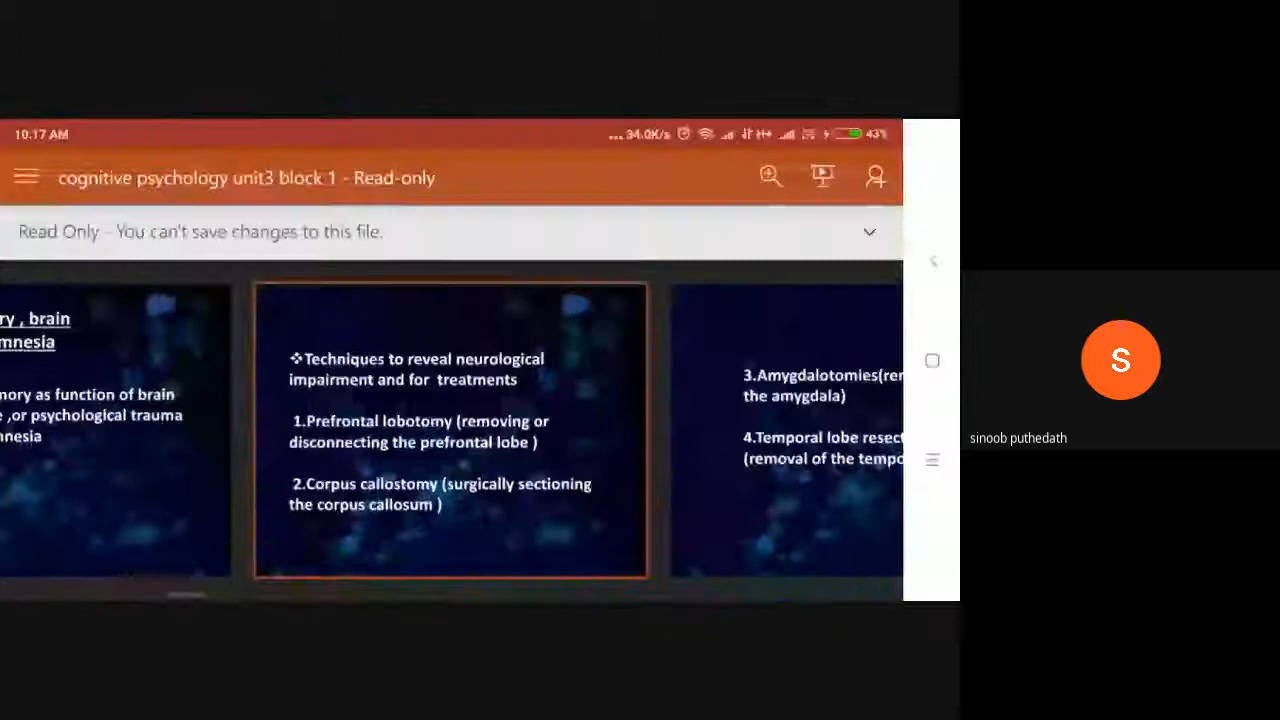 10.17 AM
... 34.0K/s
43%
cognitive psychology unit3 block 1 - Read-only
Read Only - You can't save changes to this file.
ry , brain
mnesia
nory as function of brain
e ,or psychological trauma
nnesia
❖Techniques to reveal neurological
impairment and for treatments
1.Prefrontal lobotomy (removing or
disconnecting the prefrontal lobe )
2.Corpus callostomy (surgically sectioning
the corpus callosum )
3.Amygdalotomies(rer
the amygdala)
4.Temporal lobe resect
(removal of the tempo
S
sinoob puthedath